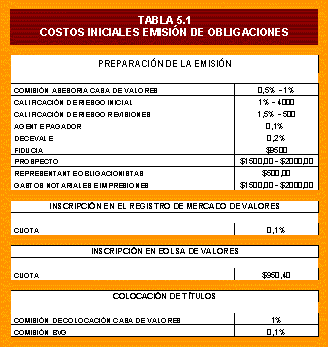 TABLA 5.1
COSTOS INICIALES EMISIÓN DE OBLIGACIONES
PREPARACIÓN DE LA EMISIÓN
COMISIÓN ASESORIA CASA DE VALORES 0,5% - 1%
CALIFICACIÓN DE RIESGO INICIAL 1% - 4000
CALIFICACIÓN DE RIESGO REVISIONES 1,5% - 500
AGENTE PAGADOR 0,1%
DECEVALE 0,2%
FIDUCIA $9500
PROSPECTO $1500,00 - $2000,00
REPRESENTANTE OBLIGACIONISTAS $500,00
GASTOS NOTARIALES E IMPRESIONES $1500,00 - $2000,00
INSCRIPCIÓN EN EL REGISTRO DE MERCADO DE VALORES
CUOTA 0,1%
INSCRIPCIÓN EN BOLSA DE VALORES
CUOTA $950,40
COLOCACIÓN DE TÍTULOS
COMISIÓN DE COLOCACIÓN CASA DE VALORES 1%
COMISIÓN BVG 0,1%